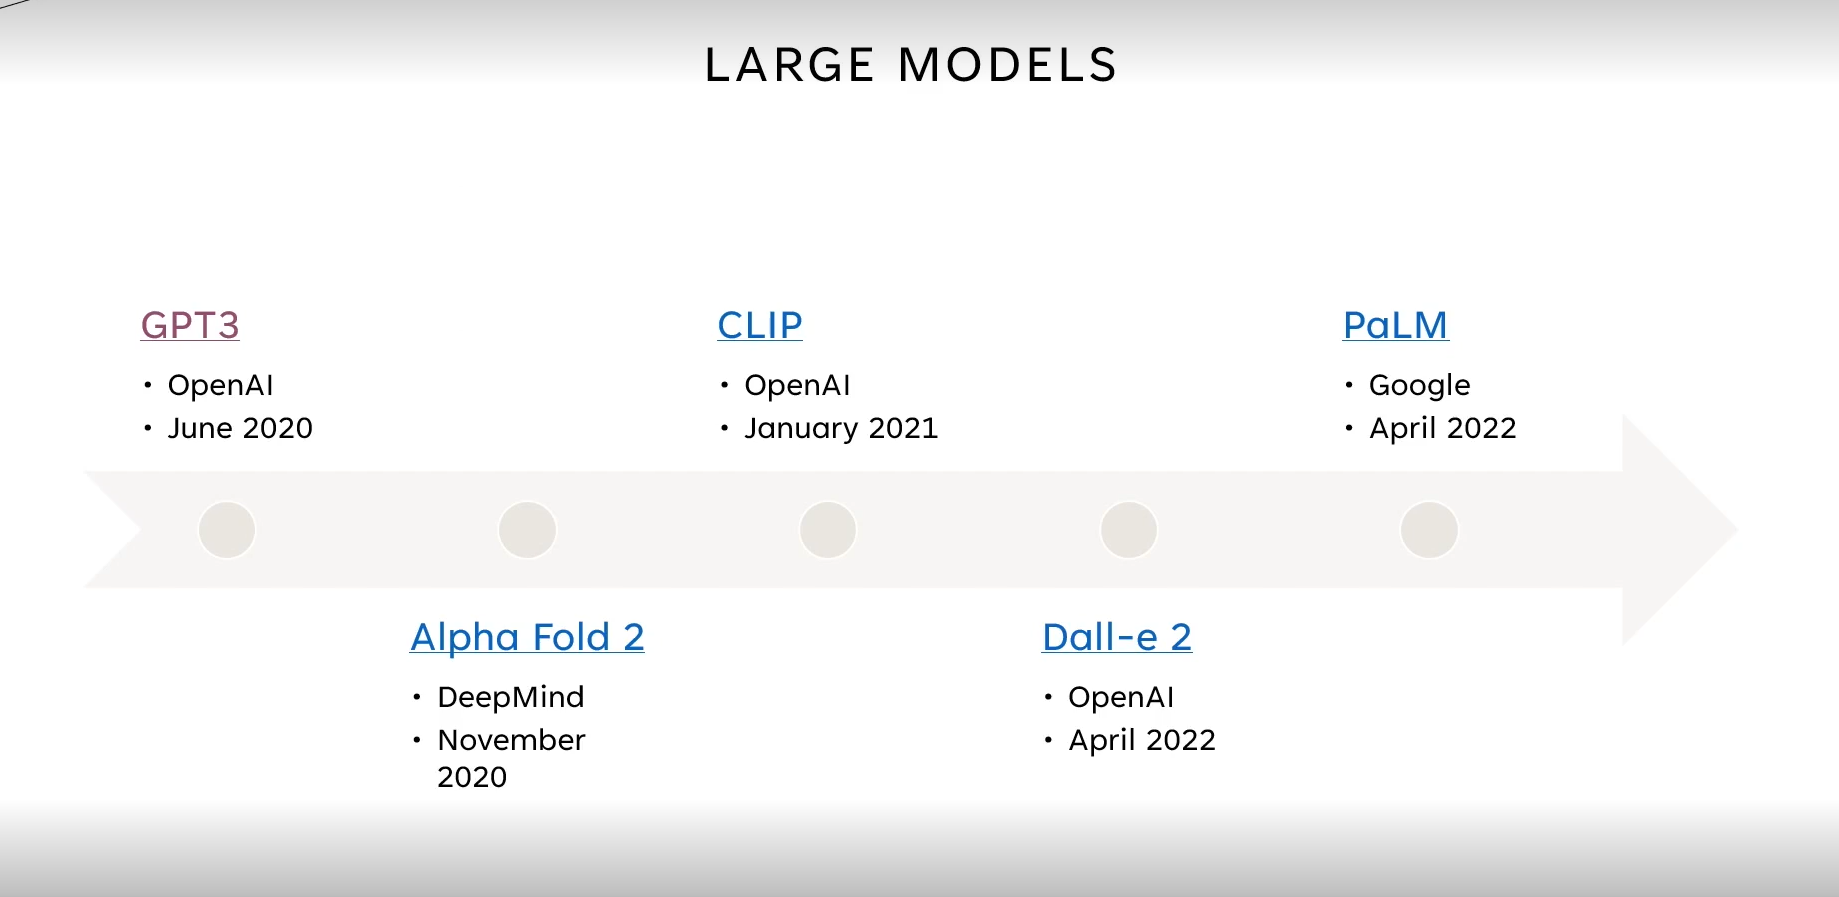 LARGE MODELS
GPT3
• OpenAI
• June 2020
Alpha Fold 2
• DeepMind
• November
2020
CLIP
• OpenAI
• January 2021
Dall-e 2
• OpenAI
• April 2022
PaLM
• Google
• April 2022